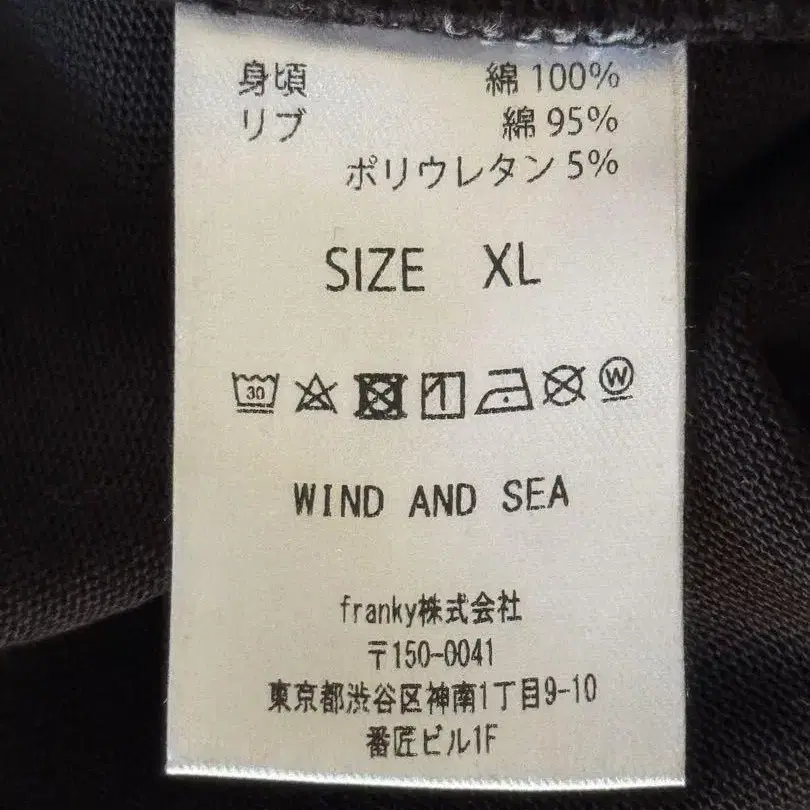 身頃 綿 100%
リブ 綿 95%
ポリウレタン 5%
SIZE XL
30 W
WIND AND SEA
franky株式会社
〒150-0041
東京都渋谷区神南1丁目9-10
番匠ビル1F